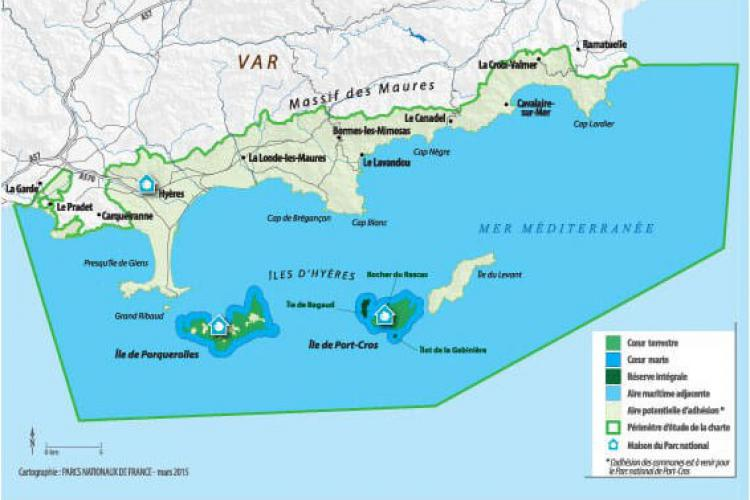 Ramatuelle
La Croix-Valmer
VAR
Massif des Maures
Cavalaire-
sur-Mer
Le Canadel
Cap Lardier
Bormes-les-Mimosas
Cap Nègre
A57
La Londe-les-Maures
Le Lavandou
A570
La Garde
Hyères
Le Pradet
Carqueiranne
Cap de Brégançon
Cap Blanc
MER MÉDITERRANÉE
Presqu'île de Giens
ÎLES D'HYÈRES
Rocher du Rascas
Île du Levant
Île de Bagaud
Grand Ribaud
Île de Porquerolles
Île de Port-Cros
Îlot de la Gabinière
Cœur terrestre
Cœur marin
Réserve intégrale
Aire maritime adjacente
Aire potentielle d'adhésion *
Périmètre d'étude de la charte
Maison du Parc national
* l'adhésion des communes est à venir pour
le Parc national de Port-Cros
N
Cartographie : PARCS NATIONAUX DE FRANCE - mars 2015